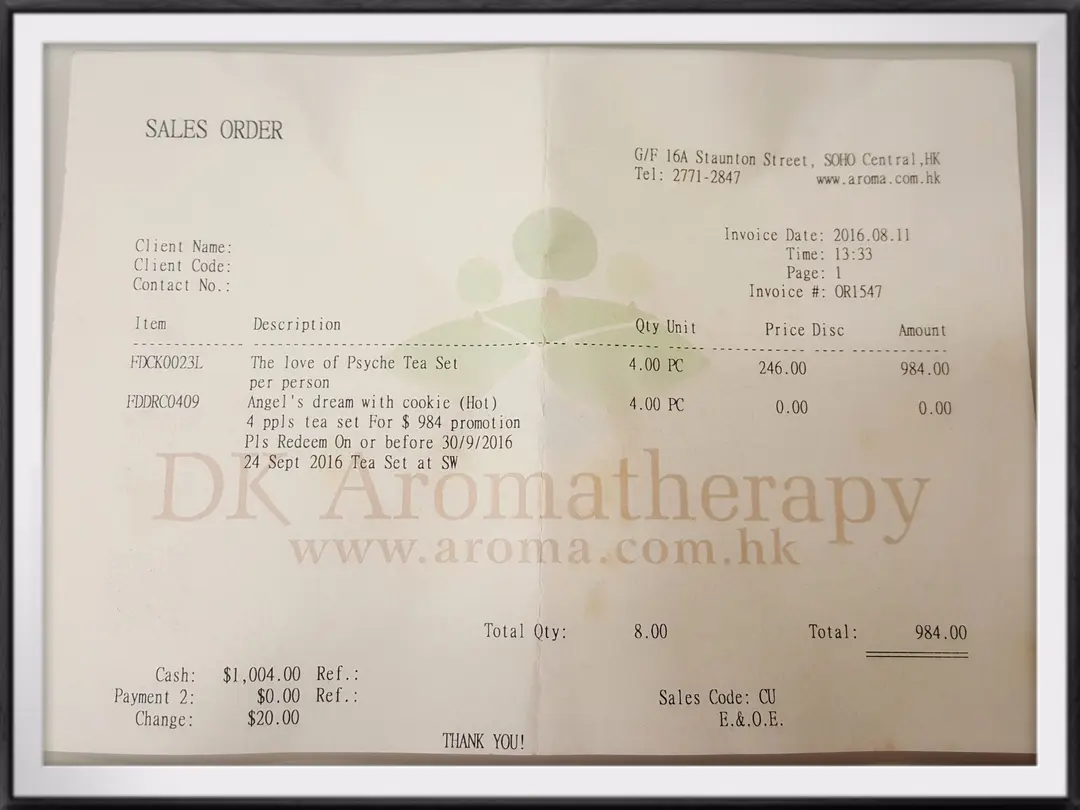 SALES ORDER
G/F 16A Staunton Street, SOHO Central,HK
Tel: 2771-2847 www.aroma.com.hk
Client Name:
Client Code:
Contact No.:
Invoice Date: 2016.08.11
Time: 13:33
Page: 1
Invoice #: OR1547
Item Description Qty Unit Price Disc Amount
FDCK0023L The love of Psyche Tea Set 4.00 PC 246.00 984.00
per person
FDDRC0409 Angel's dream with cookie (Hot) 4.00 PC 0.00 0.00
4 ppls tea set For $ 984 promotion
Pls Redeem On or before 30/9/2016
24 Sept 2016 Tea Set at SW
DK Aromatherapy
www.aroma.com.hk
Total Qty: 8.00 Total: 984.00
Cash: $1,004.00 Ref.:
Payment 2: $0.00 Ref.:
Change: $20.00
Sales Code: CU
E.&.O.E.
THANK YOU!